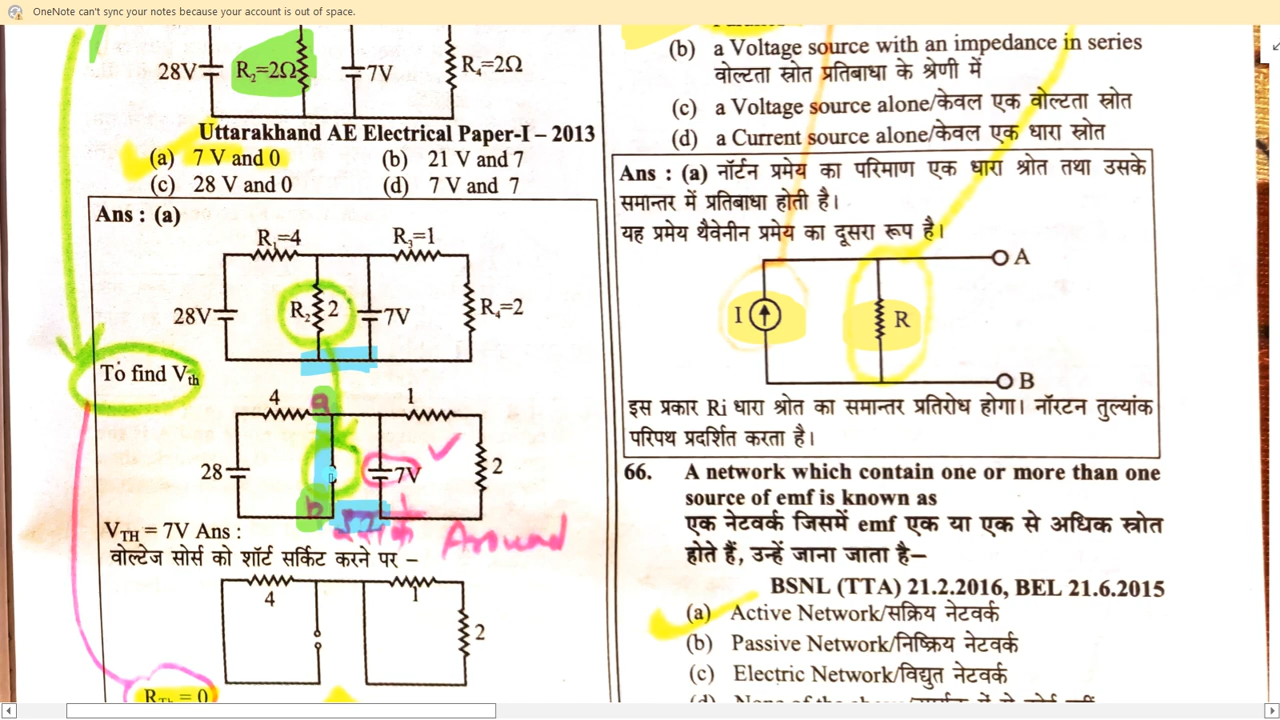 OneNote can't sync your notes because your account is out of space.
28V R₂=2Ω 7V R₄=2Ω
Uttarakhand AE Electrical Paper-I – 2013
(a) 7 V and 0 (b) 21 V and 7
(c) 28 V and 0 (d) 7 V and 7
Ans : (a)
R₁=4 R₃=1
28V R₂ 2 7V R₄=2
To find Vth
4 a 1
28 7V 2
b
Around
VTH = 7V Ans :
वोल्टेज सोर्स को शॉर्ट सर्किट करने पर –
4 1
2
RTh = 0
(b) a Voltage source with an impedance in series
वोल्टता स्रोत प्रतिबाधा के श्रेणी में
(c) a Voltage source alone/केवल एक वोल्टता स्रोत
(d) a Current source alone/केवल एक धारा स्रोत
Ans : (a) नॉर्टन प्रमेय का परिमाण एक धारा श्रोत तथा उसके
समान्तर में प्रतिबाधा होती है।
यह प्रमेय थैवेनीन प्रमेय का दूसरा रूप है।
A
I R
B
इस प्रकार Ri धारा श्रोत का समान्तर प्रतिरोध होगा। नॉरटन तुल्यांक
परिपथ प्रदर्शित करता है।
66. A network which contain one or more than one
source of emf is known as
एक नेटवर्क जिसमें emf एक या एक से अधिक स्रोत
होते हैं, उन्हें जाना जाता है–
BSNL (TTA) 21.2.2016, BEL 21.6.2015
(a) Active Network/सक्रिय नेटवर्क
(b) Passive Network/निष्क्रिय नेटवर्क
(c) Electric Network/विद्युत नेटवर्क